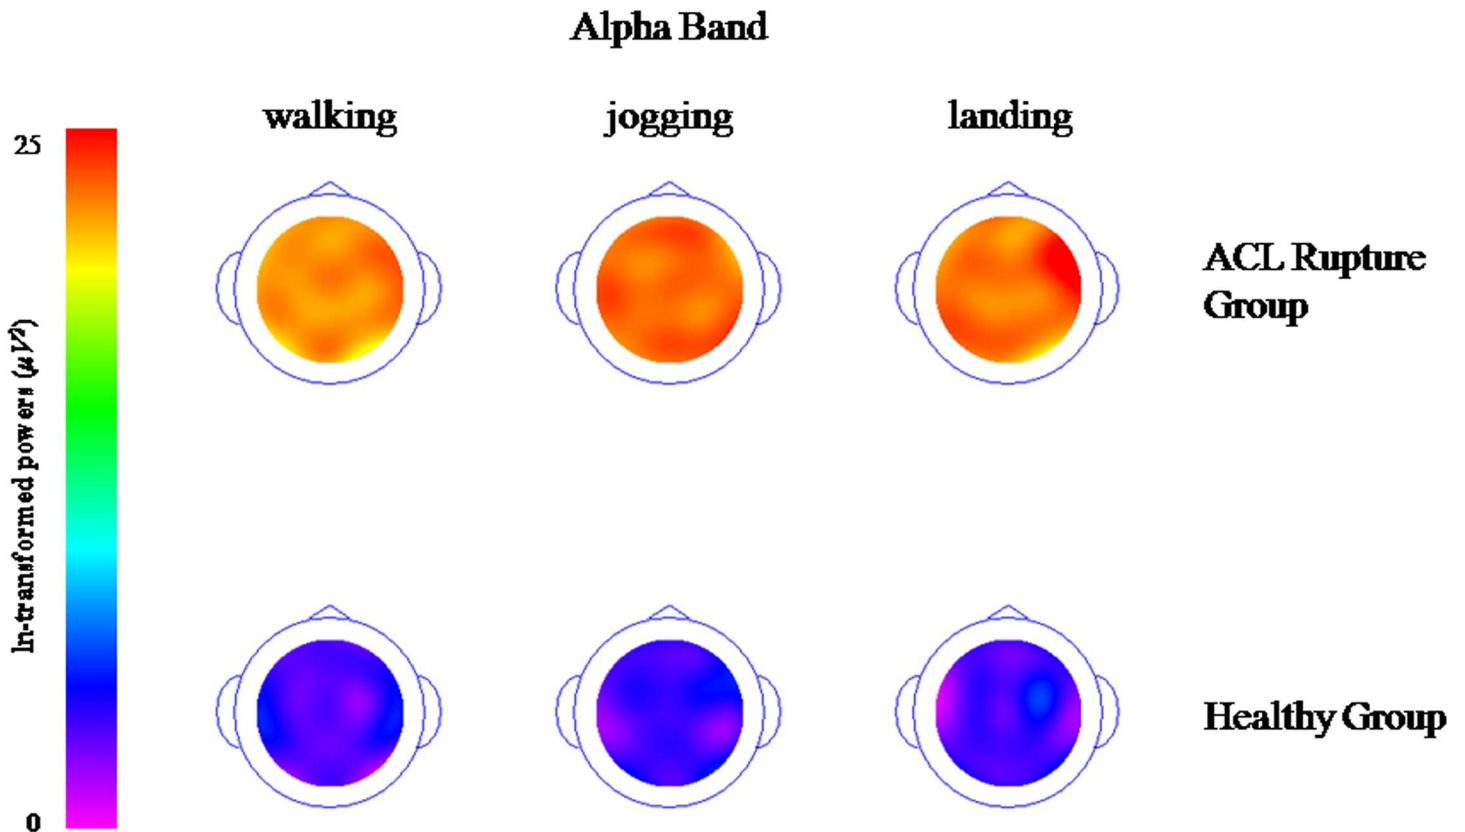 Alpha Band
walking
jogging
landing
25
ln-transformed powers (μV²)
0
ACL Rupture
Group
Healthy Group